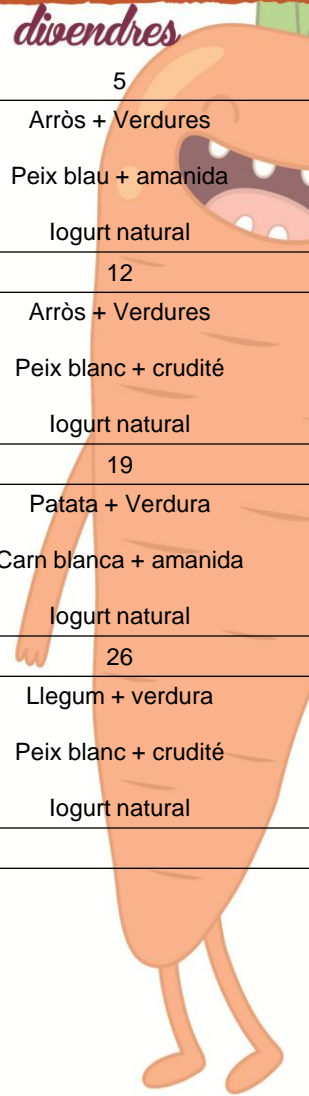 divendres
5
Arròs + Verdures
Peix blau + amanida
Iogurt natural
12
Arròs + Verdures
Peix blanc + crudité
Iogurt natural
19
Patata + Verdura
Carn blanca + amanida
Iogurt natural
26
Llegum + verdura
Peix blanc + crudité
Iogurt natural